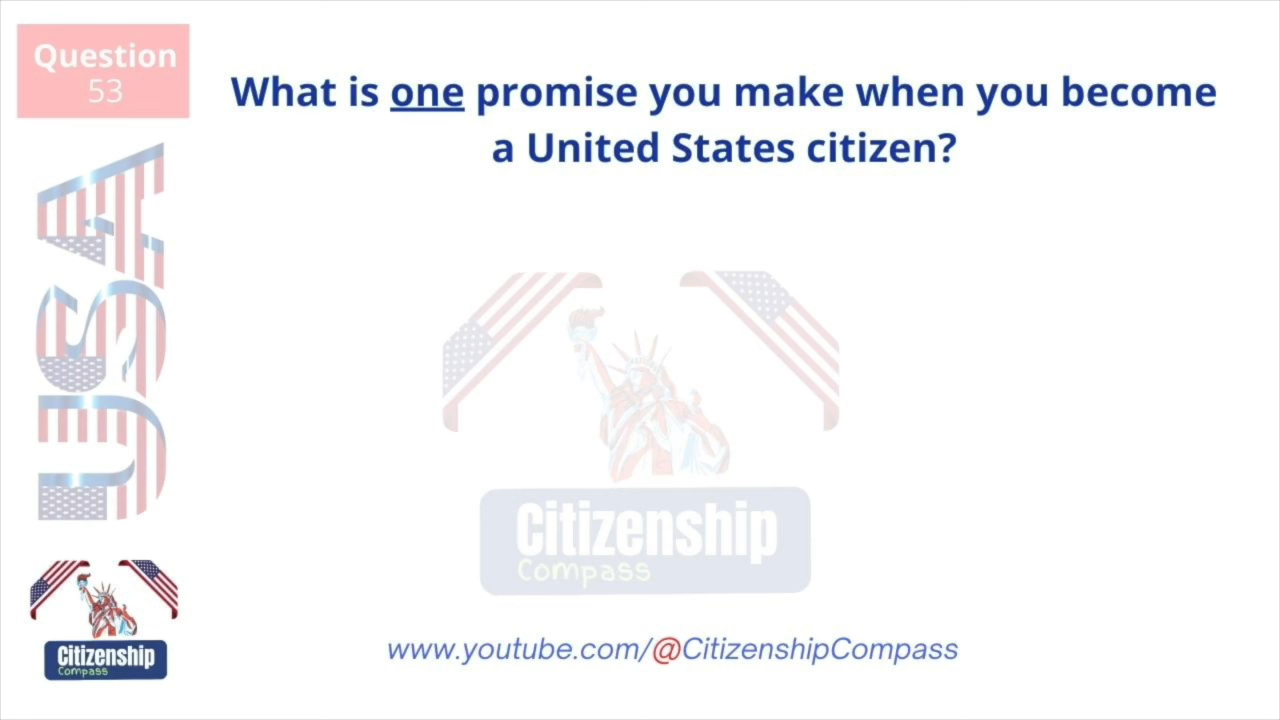 Question
53
What is one promise you make when you become
a United States citizen?
USA
Citizenship
Compass
Citizenship
Compass
www.youtube.com/@CitizenshipCompass